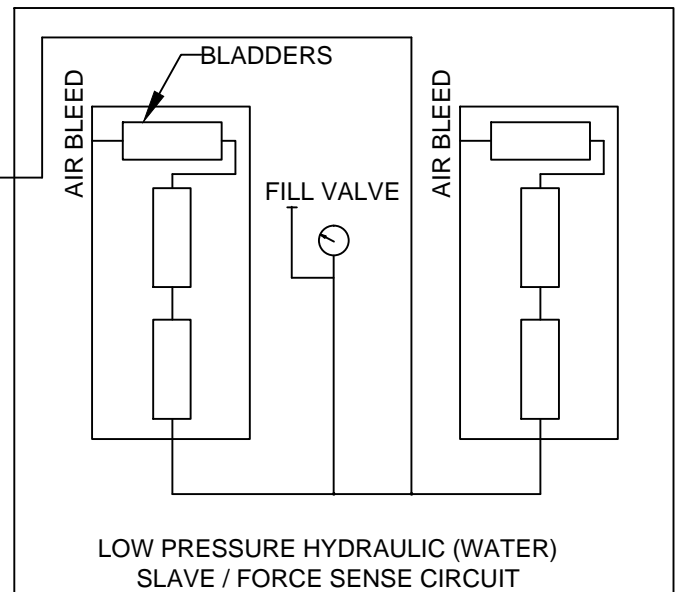 BLADDERS
AIR BLEED
AIR BLEED
FILL VALVE
LOW PRESSURE HYDRAULIC (WATER)
SLAVE / FORCE SENSE CIRCUIT